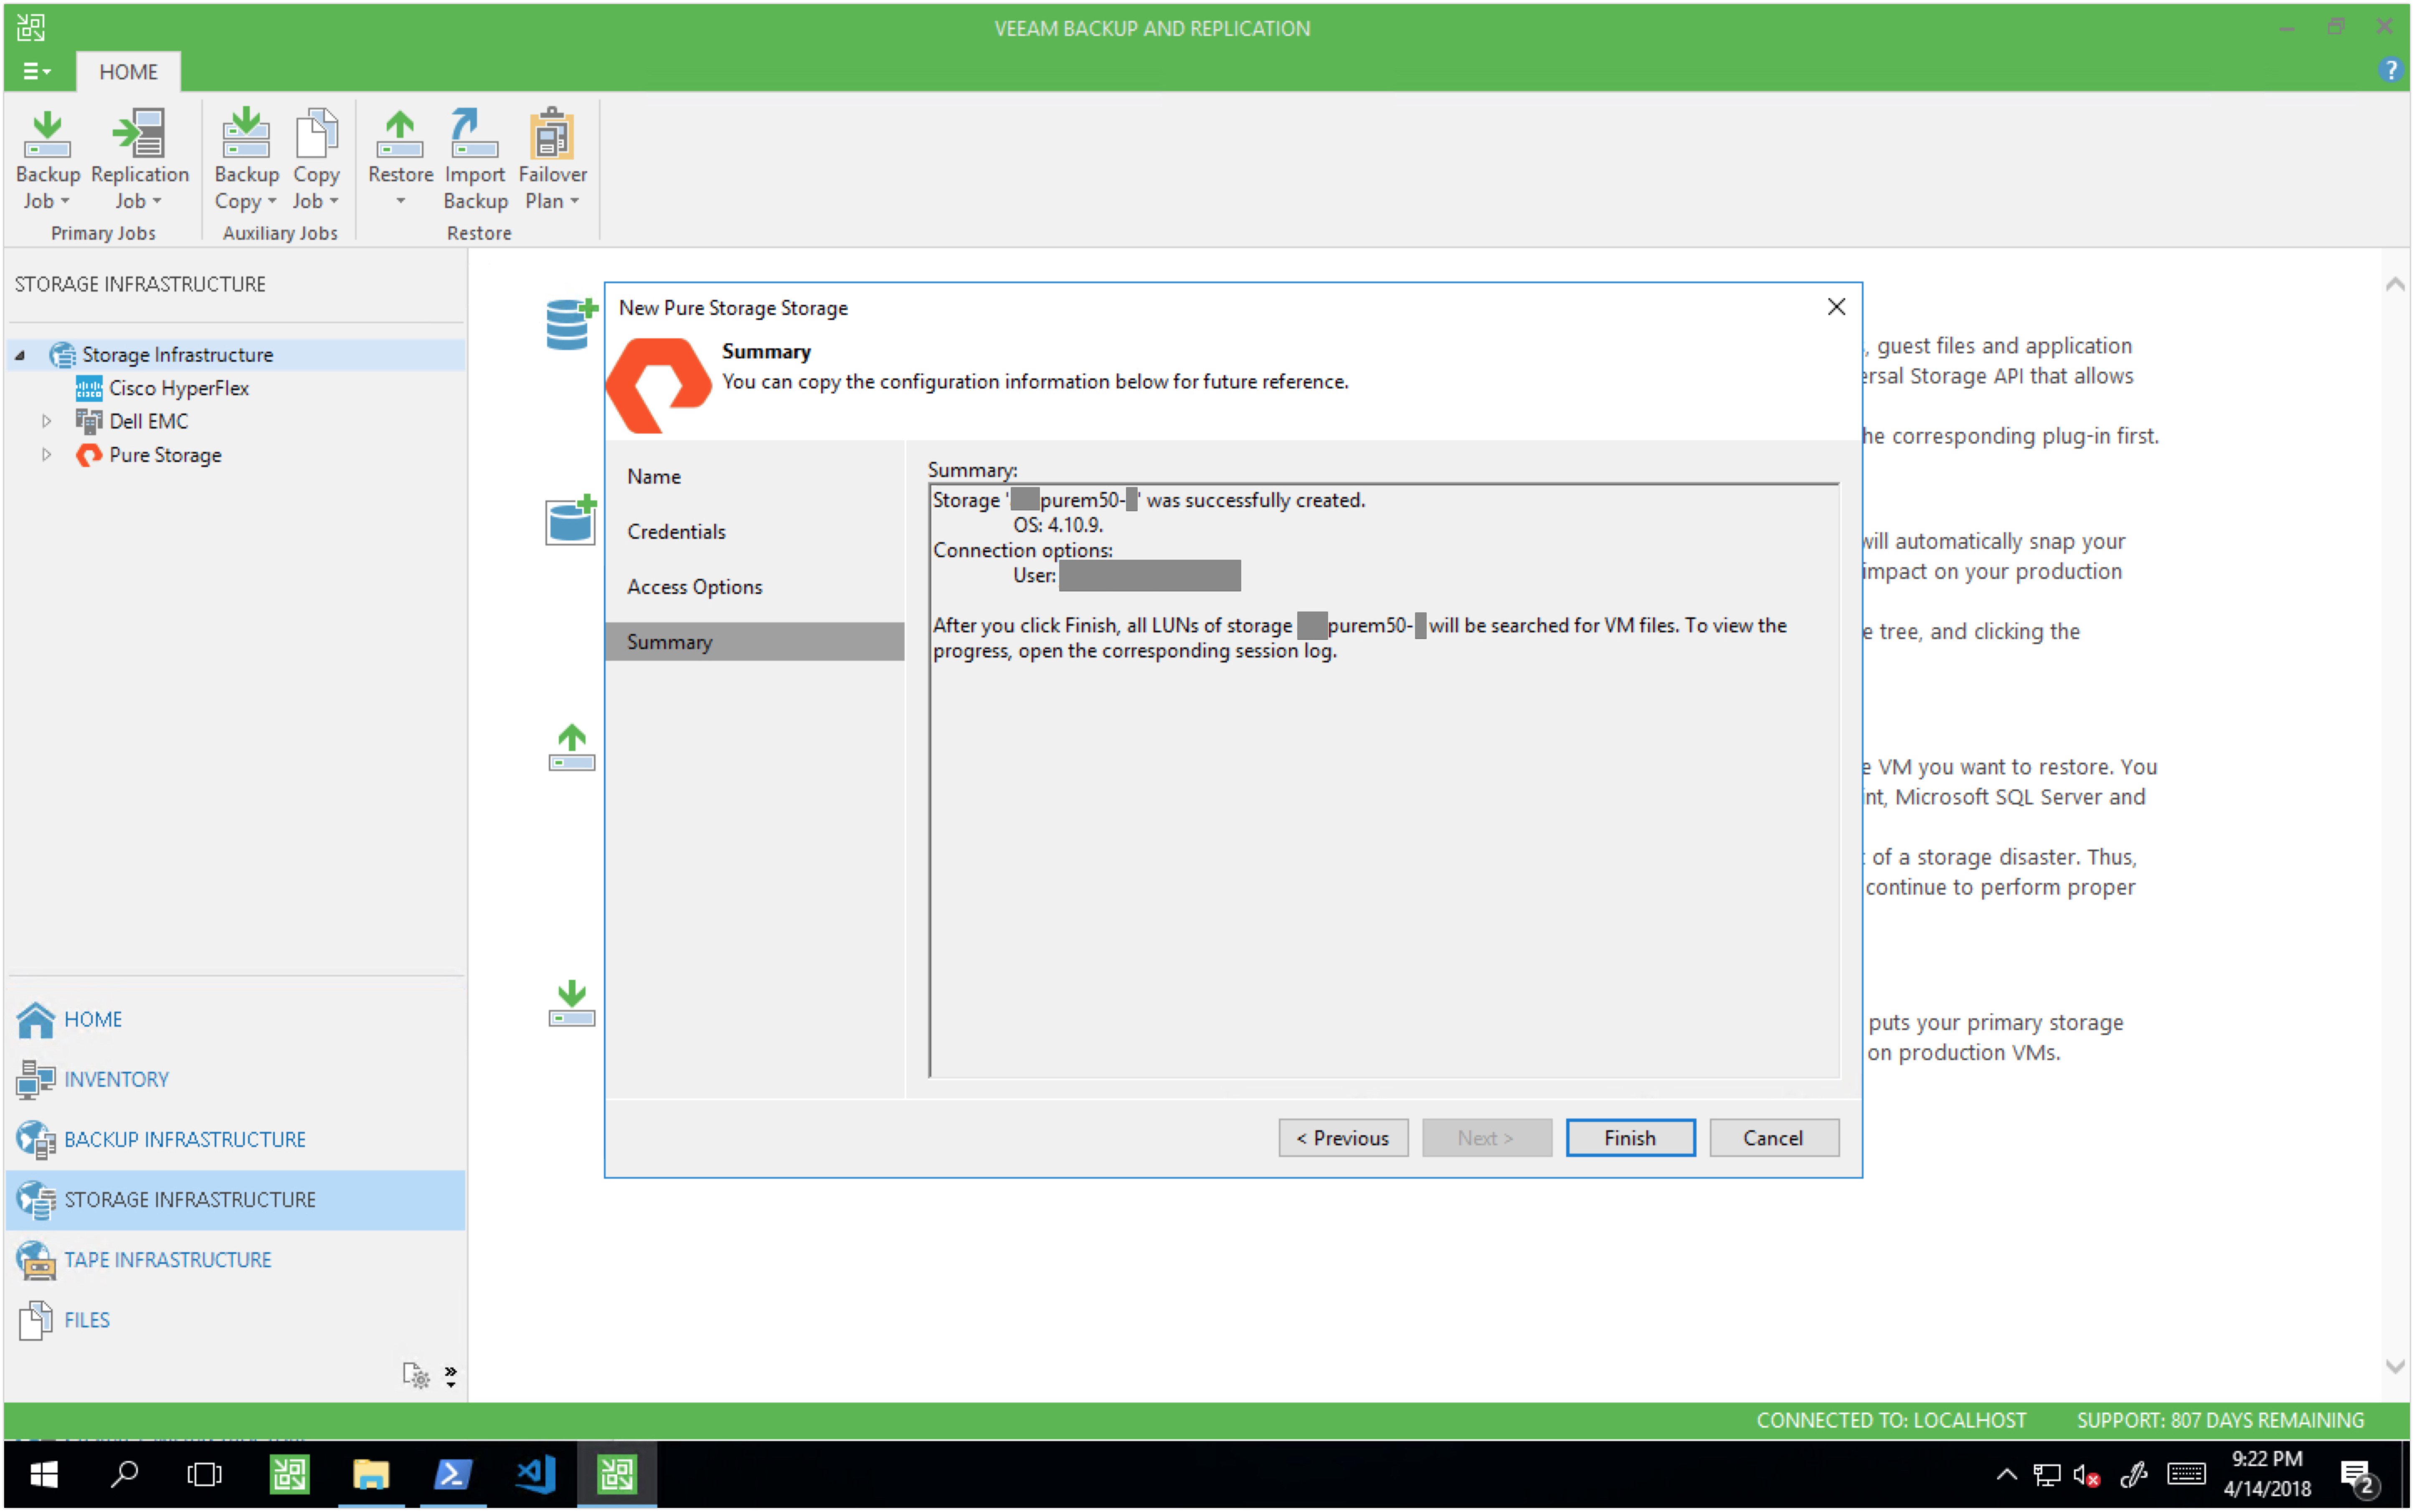 VEEAM BACKUP AND REPLICATION
HOME
?
Backup Job
Replication Job
Backup Copy
Copy Job
Restore
Import Backup
Failover Plan
Primary Jobs
Auxiliary Jobs
Restore
STORAGE INFRASTRUCTURE
Storage Infrastructure
Cisco HyperFlex
Dell EMC
Pure Storage
HOME
INVENTORY
BACKUP INFRASTRUCTURE
STORAGE INFRASTRUCTURE
TAPE INFRASTRUCTURE
FILES
New Pure Storage Storage
Summary
You can copy the configuration information below for future reference.
Name
Credentials
Access Options
Summary
Summary:
Storage ' purem50- ' was successfully created.
OS: 4.10.9.
Connection options:
User:
After you click Finish, all LUNs of storage purem50- will be searched for VM files. To view the
progress, open the corresponding session log.
< Previous
Next >
Finish
Cancel
, guest files and application
Storage API that allows
corresponding plug-in first.
will automatically snap your
impact on your production
tree, and clicking the
VM you want to restore. You
Microsoft SQL Server and
of a storage disaster. Thus,
continue to perform proper
puts your primary storage
on production VMs.
CONNECTED TO: LOCALHOST
SUPPORT: 807 DAYS REMAINING
9:22 PM
4/14/2018
2